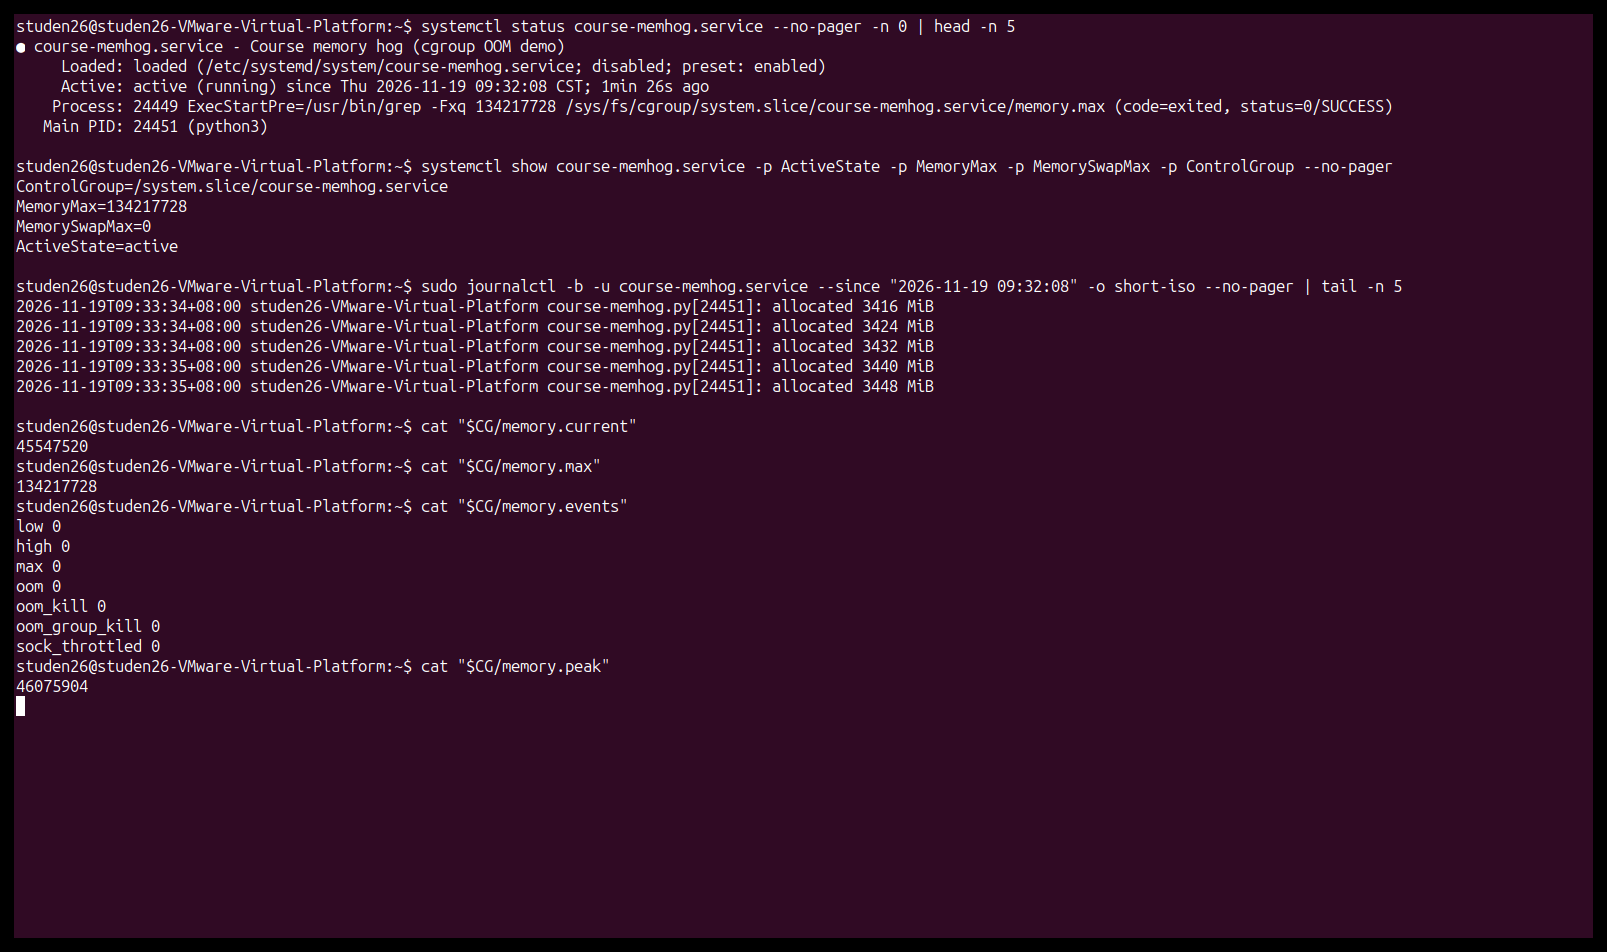 studen26@studen26-VMware-Virtual-Platform:~$ systemctl status course-memhog.service --no-pager -n 0 | head -n 5
● course-memhog.service - Course memory hog (cgroup OOM demo)
     Loaded: loaded (/etc/systemd/system/course-memhog.service; disabled; preset: enabled)
     Active: active (running) since Thu 2026-11-19 09:32:08 CST; 1min 26s ago
    Process: 24449 ExecStartPre=/usr/bin/grep -Fxq 134217728 /sys/fs/cgroup/system.slice/course-memhog.service/memory.max (code=exited, status=0/SUCCESS)
   Main PID: 24451 (python3)
studen26@studen26-VMware-Virtual-Platform:~$ systemctl show course-memhog.service -p ActiveState -p MemoryMax -p MemorySwapMax -p ControlGroup --no-pager
ControlGroup=/system.slice/course-memhog.service
MemoryMax=134217728
MemorySwapMax=0
ActiveState=active
studen26@studen26-VMware-Virtual-Platform:~$ sudo journalctl -b -u course-memhog.service --since "2026-11-19 09:32:08" -o short-iso --no-pager | tail -n 5
2026-11-19T09:33:34+08:00 studen26-VMware-Virtual-Platform course-memhog.py[24451]: allocated 3416 MiB
2026-11-19T09:33:34+08:00 studen26-VMware-Virtual-Platform course-memhog.py[24451]: allocated 3424 MiB
2026-11-19T09:33:34+08:00 studen26-VMware-Virtual-Platform course-memhog.py[24451]: allocated 3432 MiB
2026-11-19T09:33:35+08:00 studen26-VMware-Virtual-Platform course-memhog.py[24451]: allocated 3440 MiB
2026-11-19T09:33:35+08:00 studen26-VMware-Virtual-Platform course-memhog.py[24451]: allocated 3448 MiB
studen26@studen26-VMware-Virtual-Platform:~$ cat "$CG/memory.current"
45547520
studen26@studen26-VMware-Virtual-Platform:~$ cat "$CG/memory.max"
134217728
studen26@studen26-VMware-Virtual-Platform:~$ cat "$CG/memory.events"
low 0
high 0
max 0
oom 0
oom_kill 0
oom_group_kill 0
sock_throttled 0
studen26@studen26-VMware-Virtual-Platform:~$ cat "$CG/memory.peak"
46075904